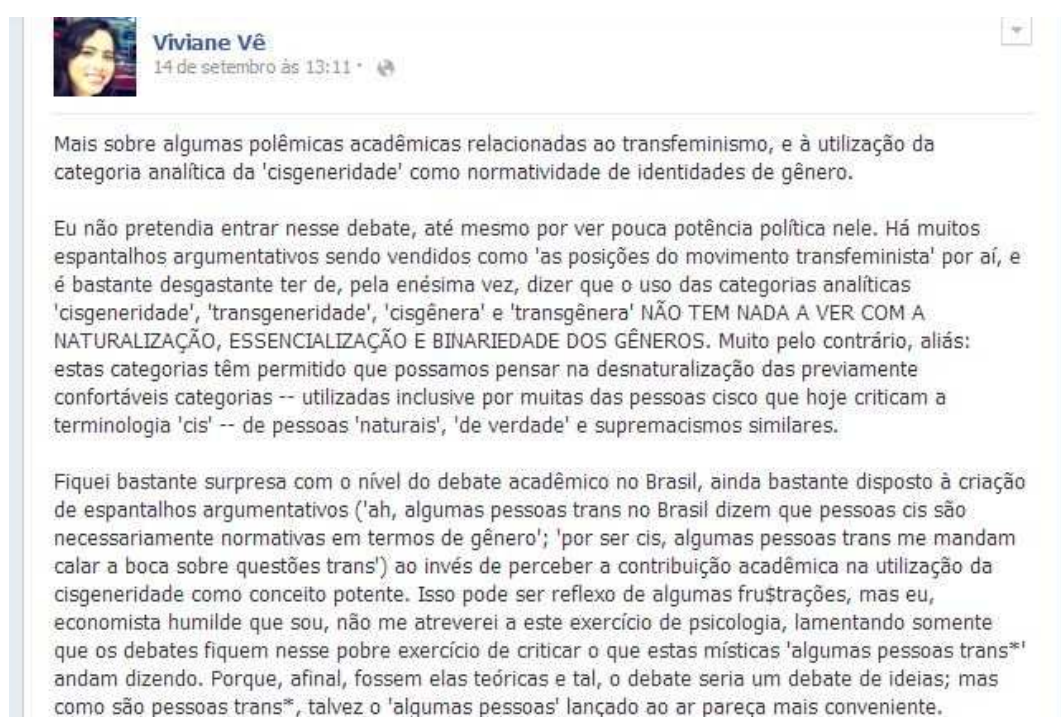 Viviane Vê
14 de setembro às 13:11 ·
Mais sobre algumas polêmicas acadêmicas relacionadas ao transfeminismo, e à utilização da
categoria analítica da 'cisgeneridade' como normatividade de identidades de gênero.
Eu não pretendia entrar nesse debate, até mesmo por ver pouca potência política nele. Há muitos
espantalhos argumentativos sendo vendidos como 'as posições do movimento transfeminista' por aí, e
é bastante desgastante ter de, pela enésima vez, dizer que o uso das categorias analíticas
'cisgeneridade', 'transgeneridade', 'cisgênera' e 'transgênera' NÃO TEM NADA A VER COM A
NATURALIZAÇÃO, ESSENCIALIZAÇÃO E BINARIEDADE DOS GÊNEROS. Muito pelo contrário, aliás:
estas categorias têm permitido que possamos pensar na desnaturalização das previamente
confortáveis categorias -- utilizadas inclusive por muitas das pessoas cisco que hoje criticam a
terminologia 'cis' -- de pessoas 'naturais', 'de verdade' e supremacismos similares.
Fiquei bastante surpresa com o nível do debate acadêmico no Brasil, ainda bastante disposto à criação
de espantalhos argumentativos ('ah, algumas pessoas trans no Brasil dizem que pessoas cis são
necessariamente normativas em termos de gênero'; 'por ser cis, algumas pessoas trans me mandam
calar a boca sobre questões trans') ao invés de perceber a contribuição acadêmica na utilização da
cisgeneridade como conceito potente. Isso pode ser reflexo de algumas fru$trações, mas eu,
economista humilde que sou, não me atreverei a este exercício de psicologia, lamentando somente
que os debates fiquem nesse pobre exercício de criticar o que estas místicas 'algumas pessoas trans*'
andam dizendo. Porque, afinal, fossem elas teóricas e tal, o debate seria um debate de ideias; mas
como são pessoas trans*, talvez o 'algumas pessoas' lançado ao ar pareça mais conveniente.